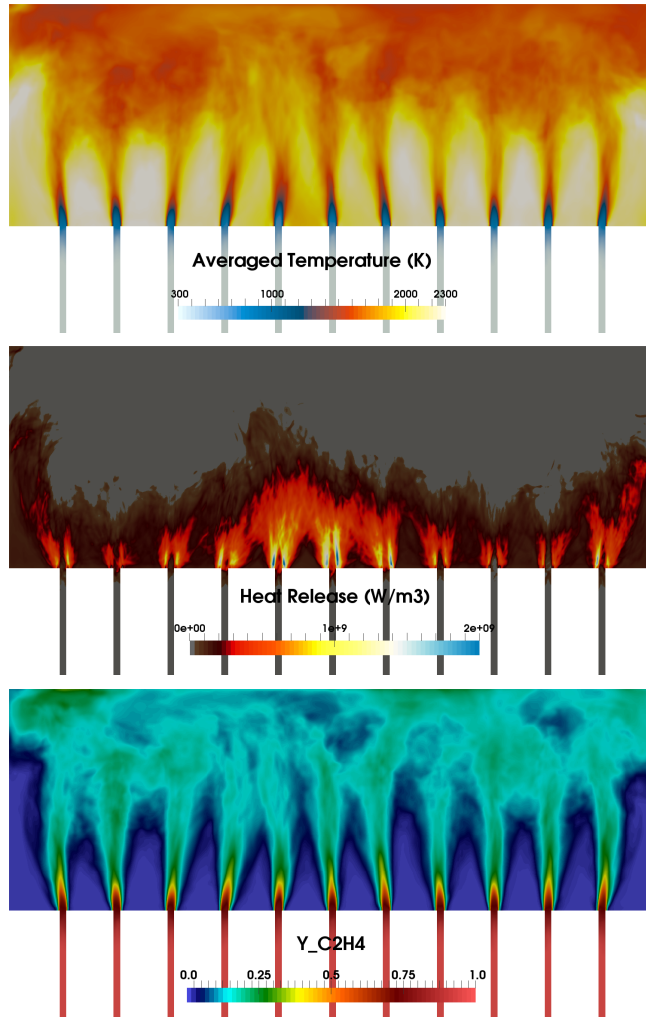 Averaged Temperature (K)
300 1000 2000 2300
Heat Release (W/m3)
0e+00 1e+9 2e+09
Y_C2H4
0.0 0.25 0.5 0.75 1.0